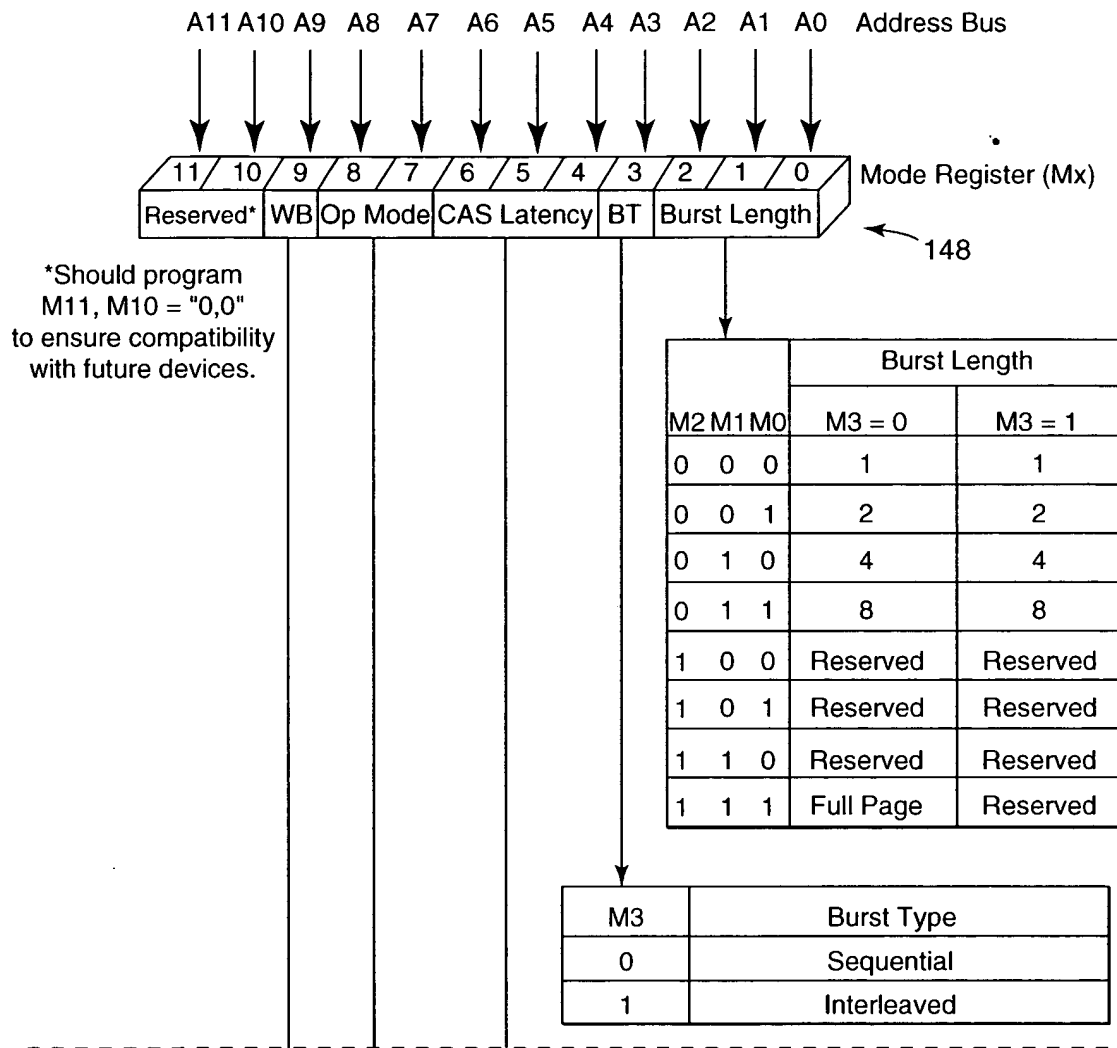 A11 A10 A9 A8 A7 A6 A5 A4 A3 A2 A1 A0 Address Bus
11 10 9 8 7 6 5 4 3 2 1 0 Mode Register (Mx)
Reserved* WB Op Mode CAS Latency BT Burst Length
148
*Should program
M11, M10 = "0,0"
to ensure compatibility
with future devices.
Burst Length
M2 M1 M0 M3 = 0 M3 = 1
0 0 0 1 1
0 0 1 2 2
0 1 0 4 4
0 1 1 8 8
1 0 0 Reserved Reserved
1 0 1 Reserved Reserved
1 1 0 Reserved Reserved
1 1 1 Full Page Reserved
M3 Burst Type
0 Sequential
1 Interleaved